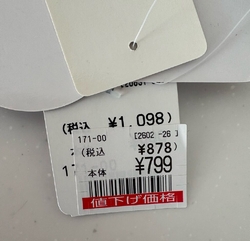 (税込 ¥1,098)
171-00 [2602 -26]
(税込 ¥878)
本体 ¥799
値下げ価格